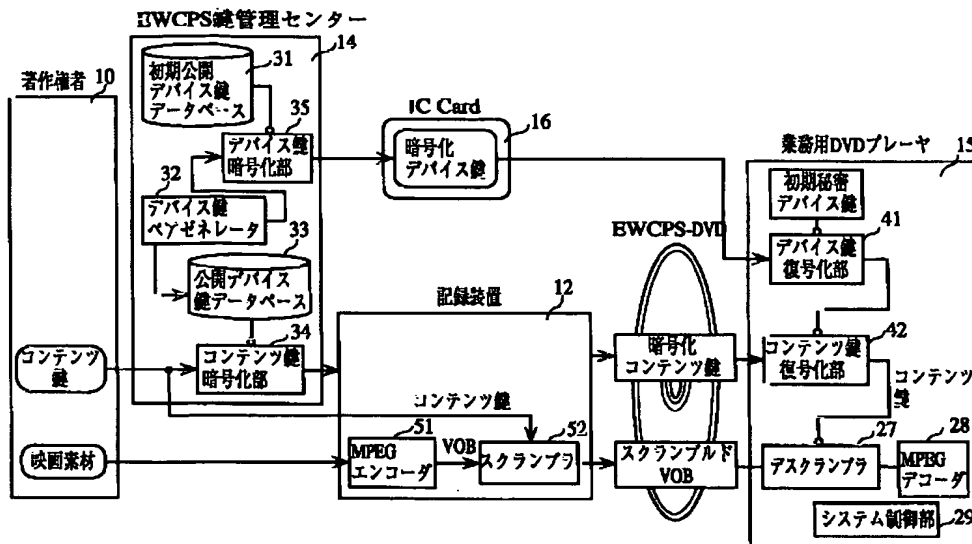 EWCPS鍵管理センター
14
著作権者
10
初期公開
デバイス鍵
データベース
31
35
デバイス鍵
暗号化部
32
デバイス鍵
ペアゼネレータ
33
公開デバイス
鍵データベース
34
コンテンツ鍵
暗号化部
コンテンツ
鍵
映画素材
IC Card
16
暗号化
デバイス鍵
記録装置
12
コンテンツ鍵
51
MPEG
エンコーダ
VOB
52
スクランブラ
EWCPS-DVD
暗号化
コンテンツ鍵
スクランブルド
VOB
業務用DVDプレーヤ
15
初期秘密
デバイス鍵
41
デバイス鍵
復号化部
42
コンテンツ鍵
復号化部
コンテンツ
鍵
27
デスクランブラ
28
MPEG
デコーダ
システム制御部
29